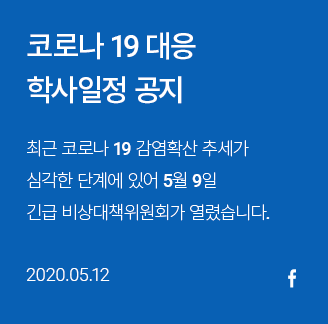 코로나 19 대응
학사일정 공지
최근 코로나 19 감염확산 추세가
심각한 단계에 있어 5월 9일
긴급 비상대책위원회가 열렸습니다.
2020.05.12
f